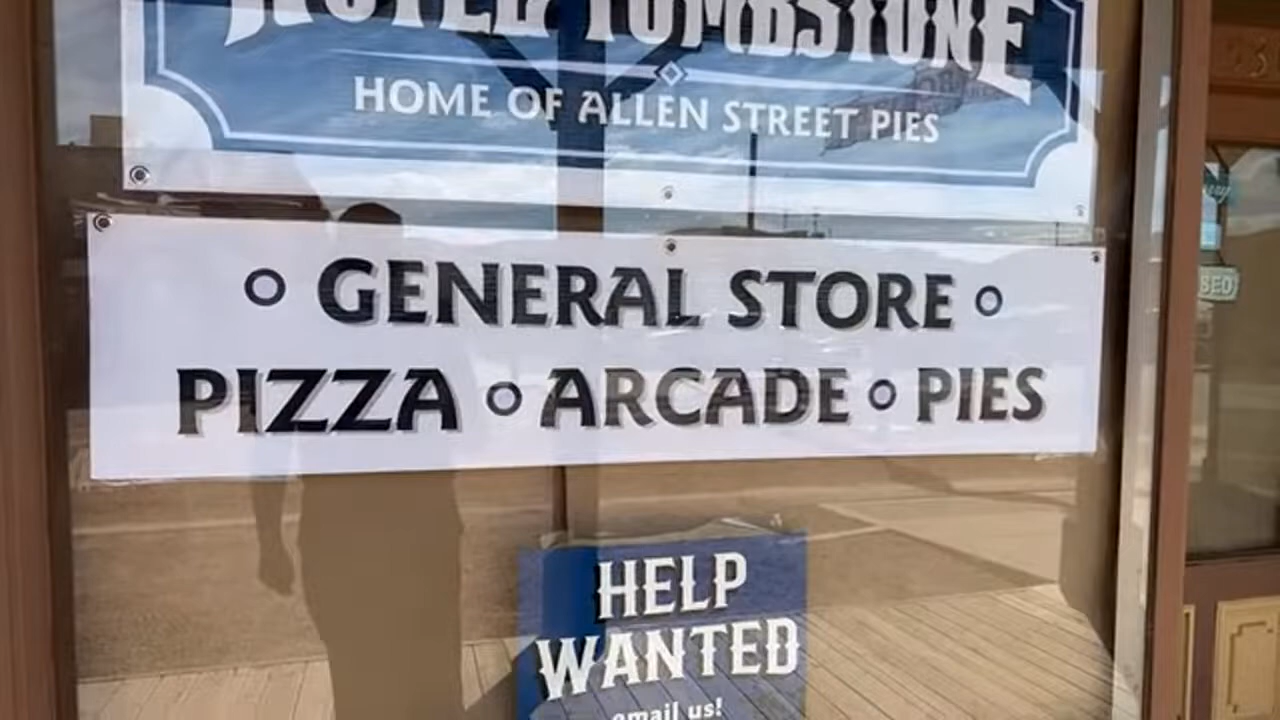 HOTEL TOMBSTONE
HOME OF ALLEN STREET PIES
GENERAL STORE
PIZZA ○ ARCADE ○ PIES
HELP
WANTED
email us!